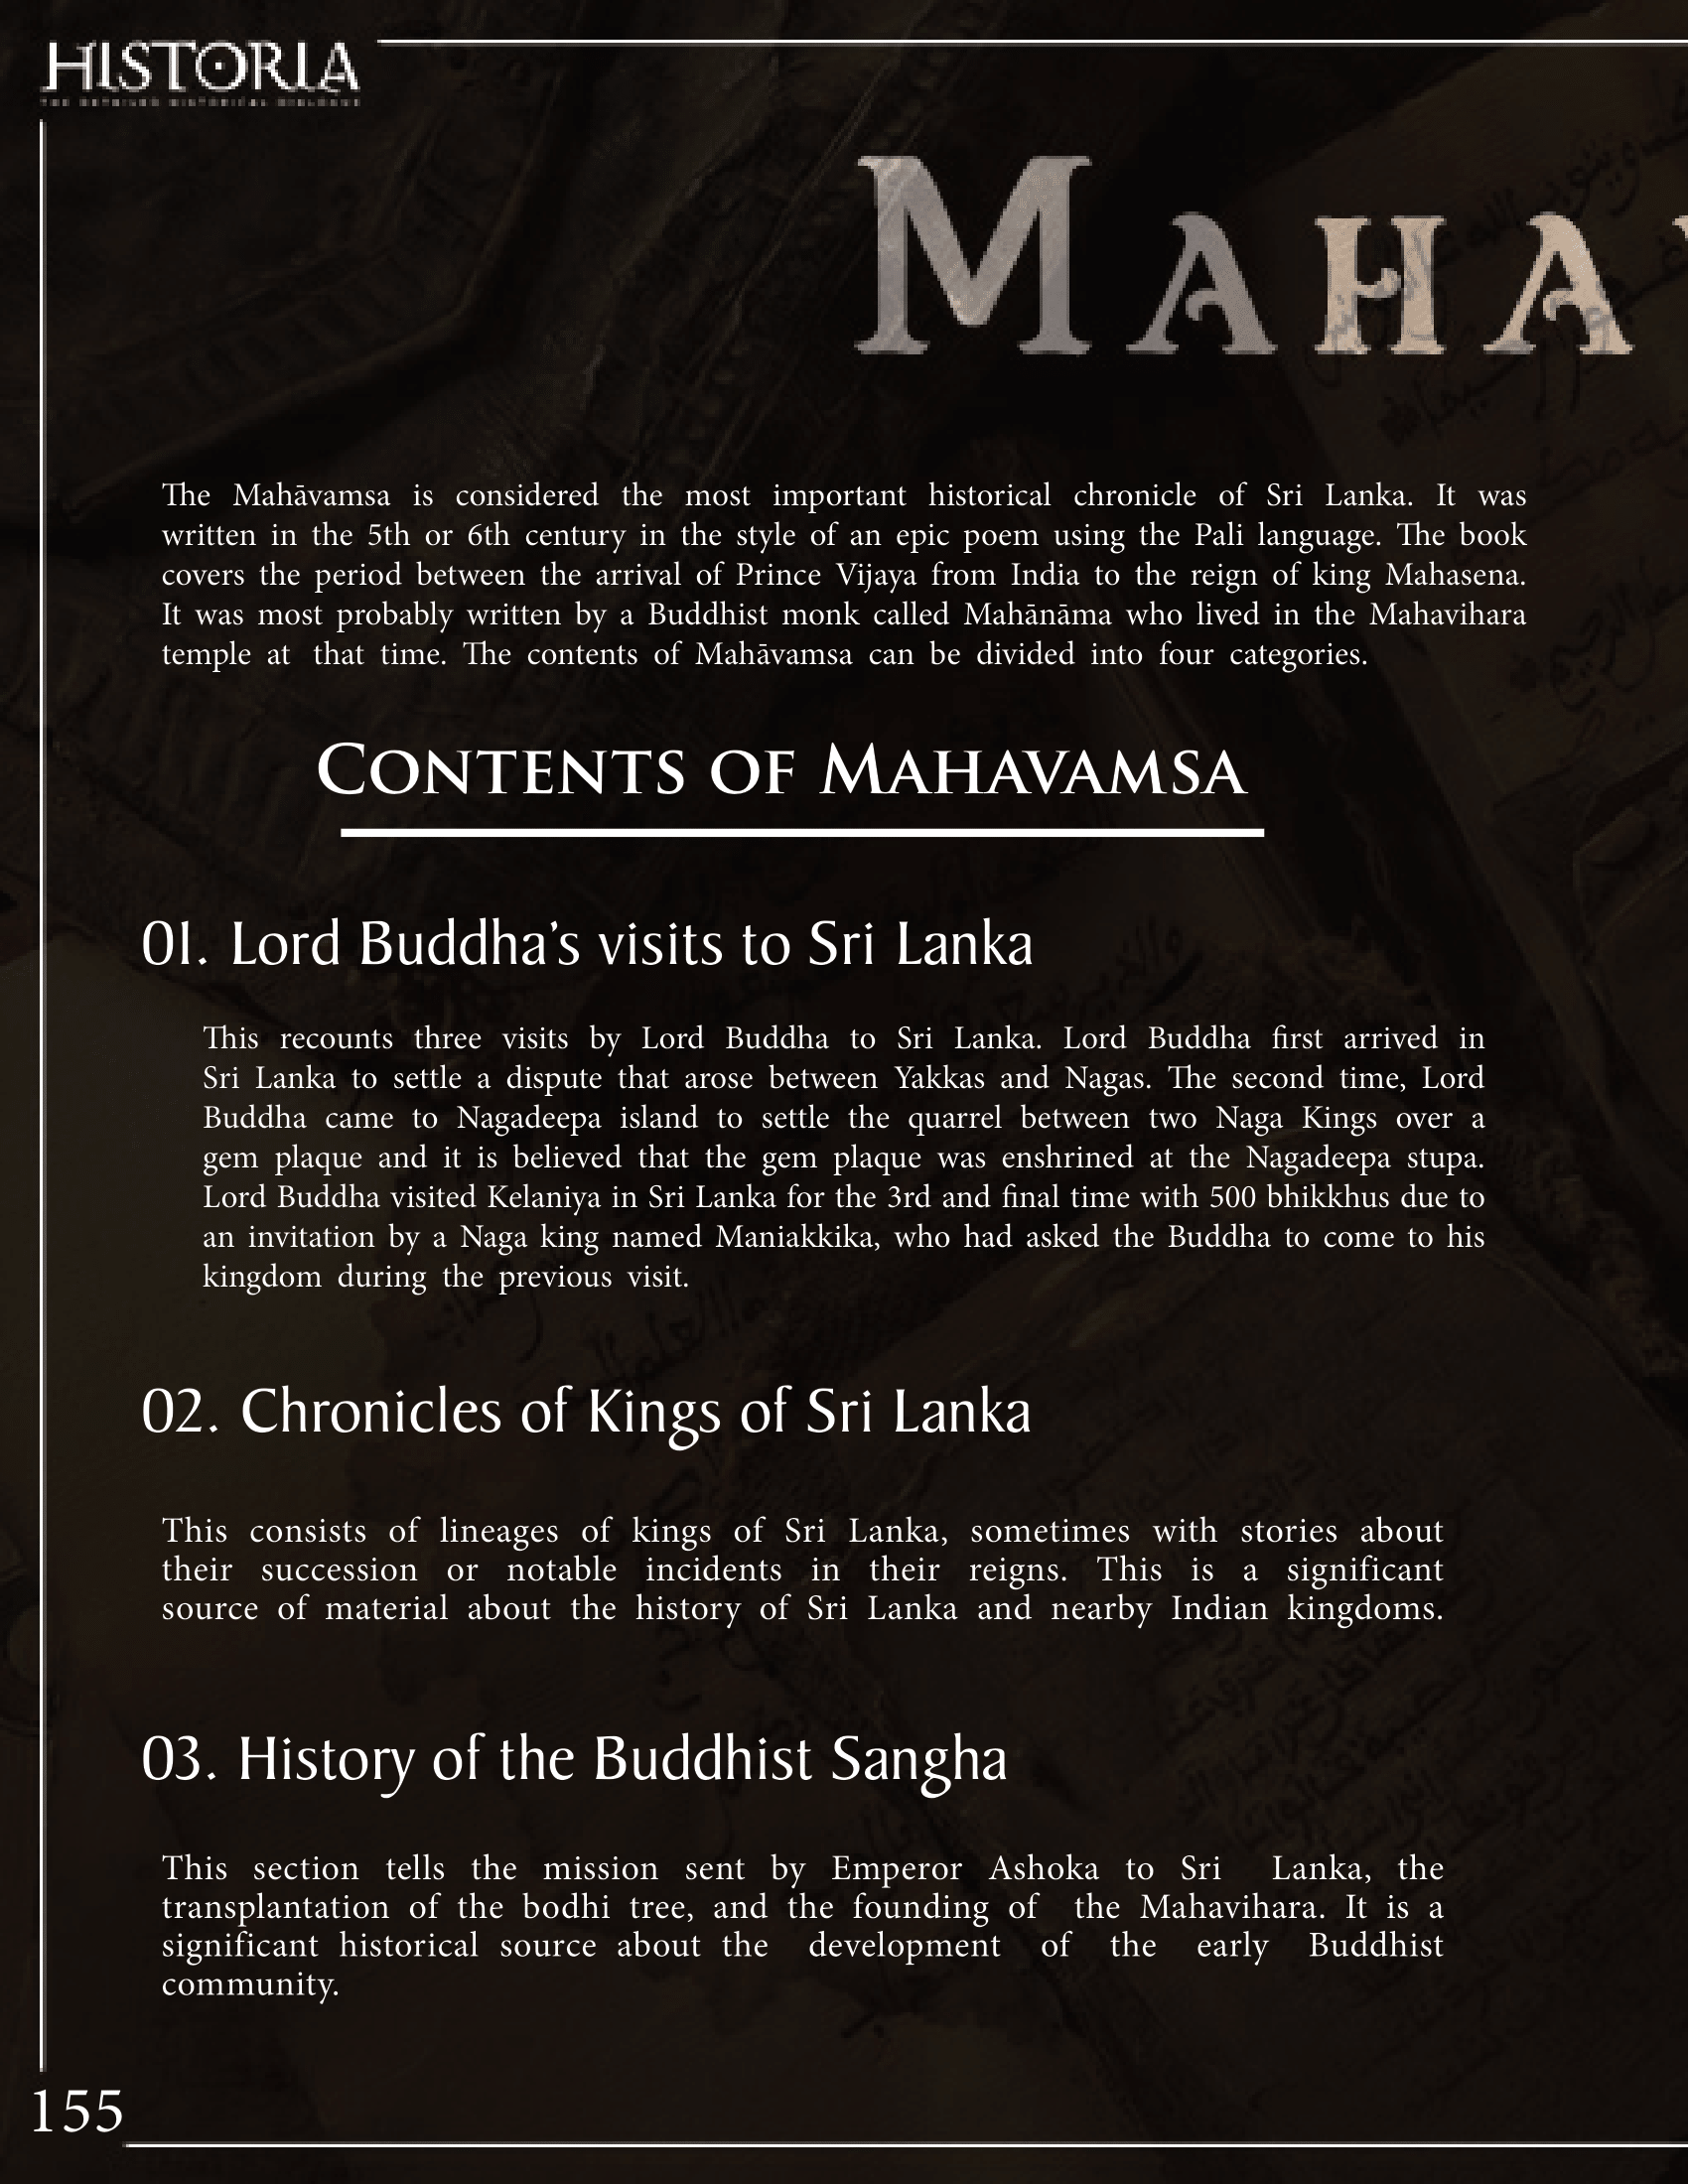 HISTORIA
MAHA
The Mahāvamsa is considered the most important historical chronicle of Sri Lanka. It was
written in the 5th or 6th century in the style of an epic poem using the Pali language. The book
covers the period between the arrival of Prince Vijaya from India to the reign of king Mahasena.
It was most probably written by a Buddhist monk called Mahānāma who lived in the Mahavihara
temple at that time. The contents of Mahāvamsa can be divided into four categories.
Contents of Mahavamsa
01. Lord Buddha’s visits to Sri Lanka
This recounts three visits by Lord Buddha to Sri Lanka. Lord Buddha first arrived in
Sri Lanka to settle a dispute that arose between Yakkas and Nagas. The second time, Lord
Buddha came to Nagadeepa island to settle the quarrel between two Naga Kings over a
gem plaque and it is believed that the gem plaque was enshrined at the Nagadeepa stupa.
Lord Buddha visited Kelaniya in Sri Lanka for the 3rd and final time with 500 bhikkhus due to
an invitation by a Naga king named Maniakkika, who had asked the Buddha to come to his
kingdom during the previous visit.
02. Chronicles of Kings of Sri Lanka
This consists of lineages of kings of Sri Lanka, sometimes with stories about
their succession or notable incidents in their reigns. This is a significant
source of material about the history of Sri Lanka and nearby Indian kingdoms.
03. History of the Buddhist Sangha
This section tells the mission sent by Emperor Ashoka to Sri Lanka, the
transplantation of the bodhi tree, and the founding of the Mahavihara. It is a
significant historical source about the development of the early Buddhist
community.
155